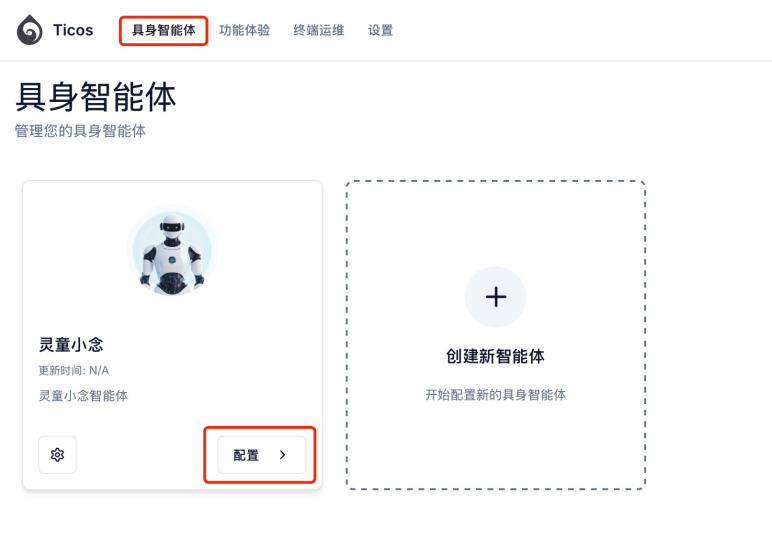 Ticos 具身智能体 功能体验 终端运维 设置
具身智能体
管理您的具身智能体
灵童小念
更新时间: N/A
灵童小念智能体
配置
创建新智能体
开始配置新的具身智能体